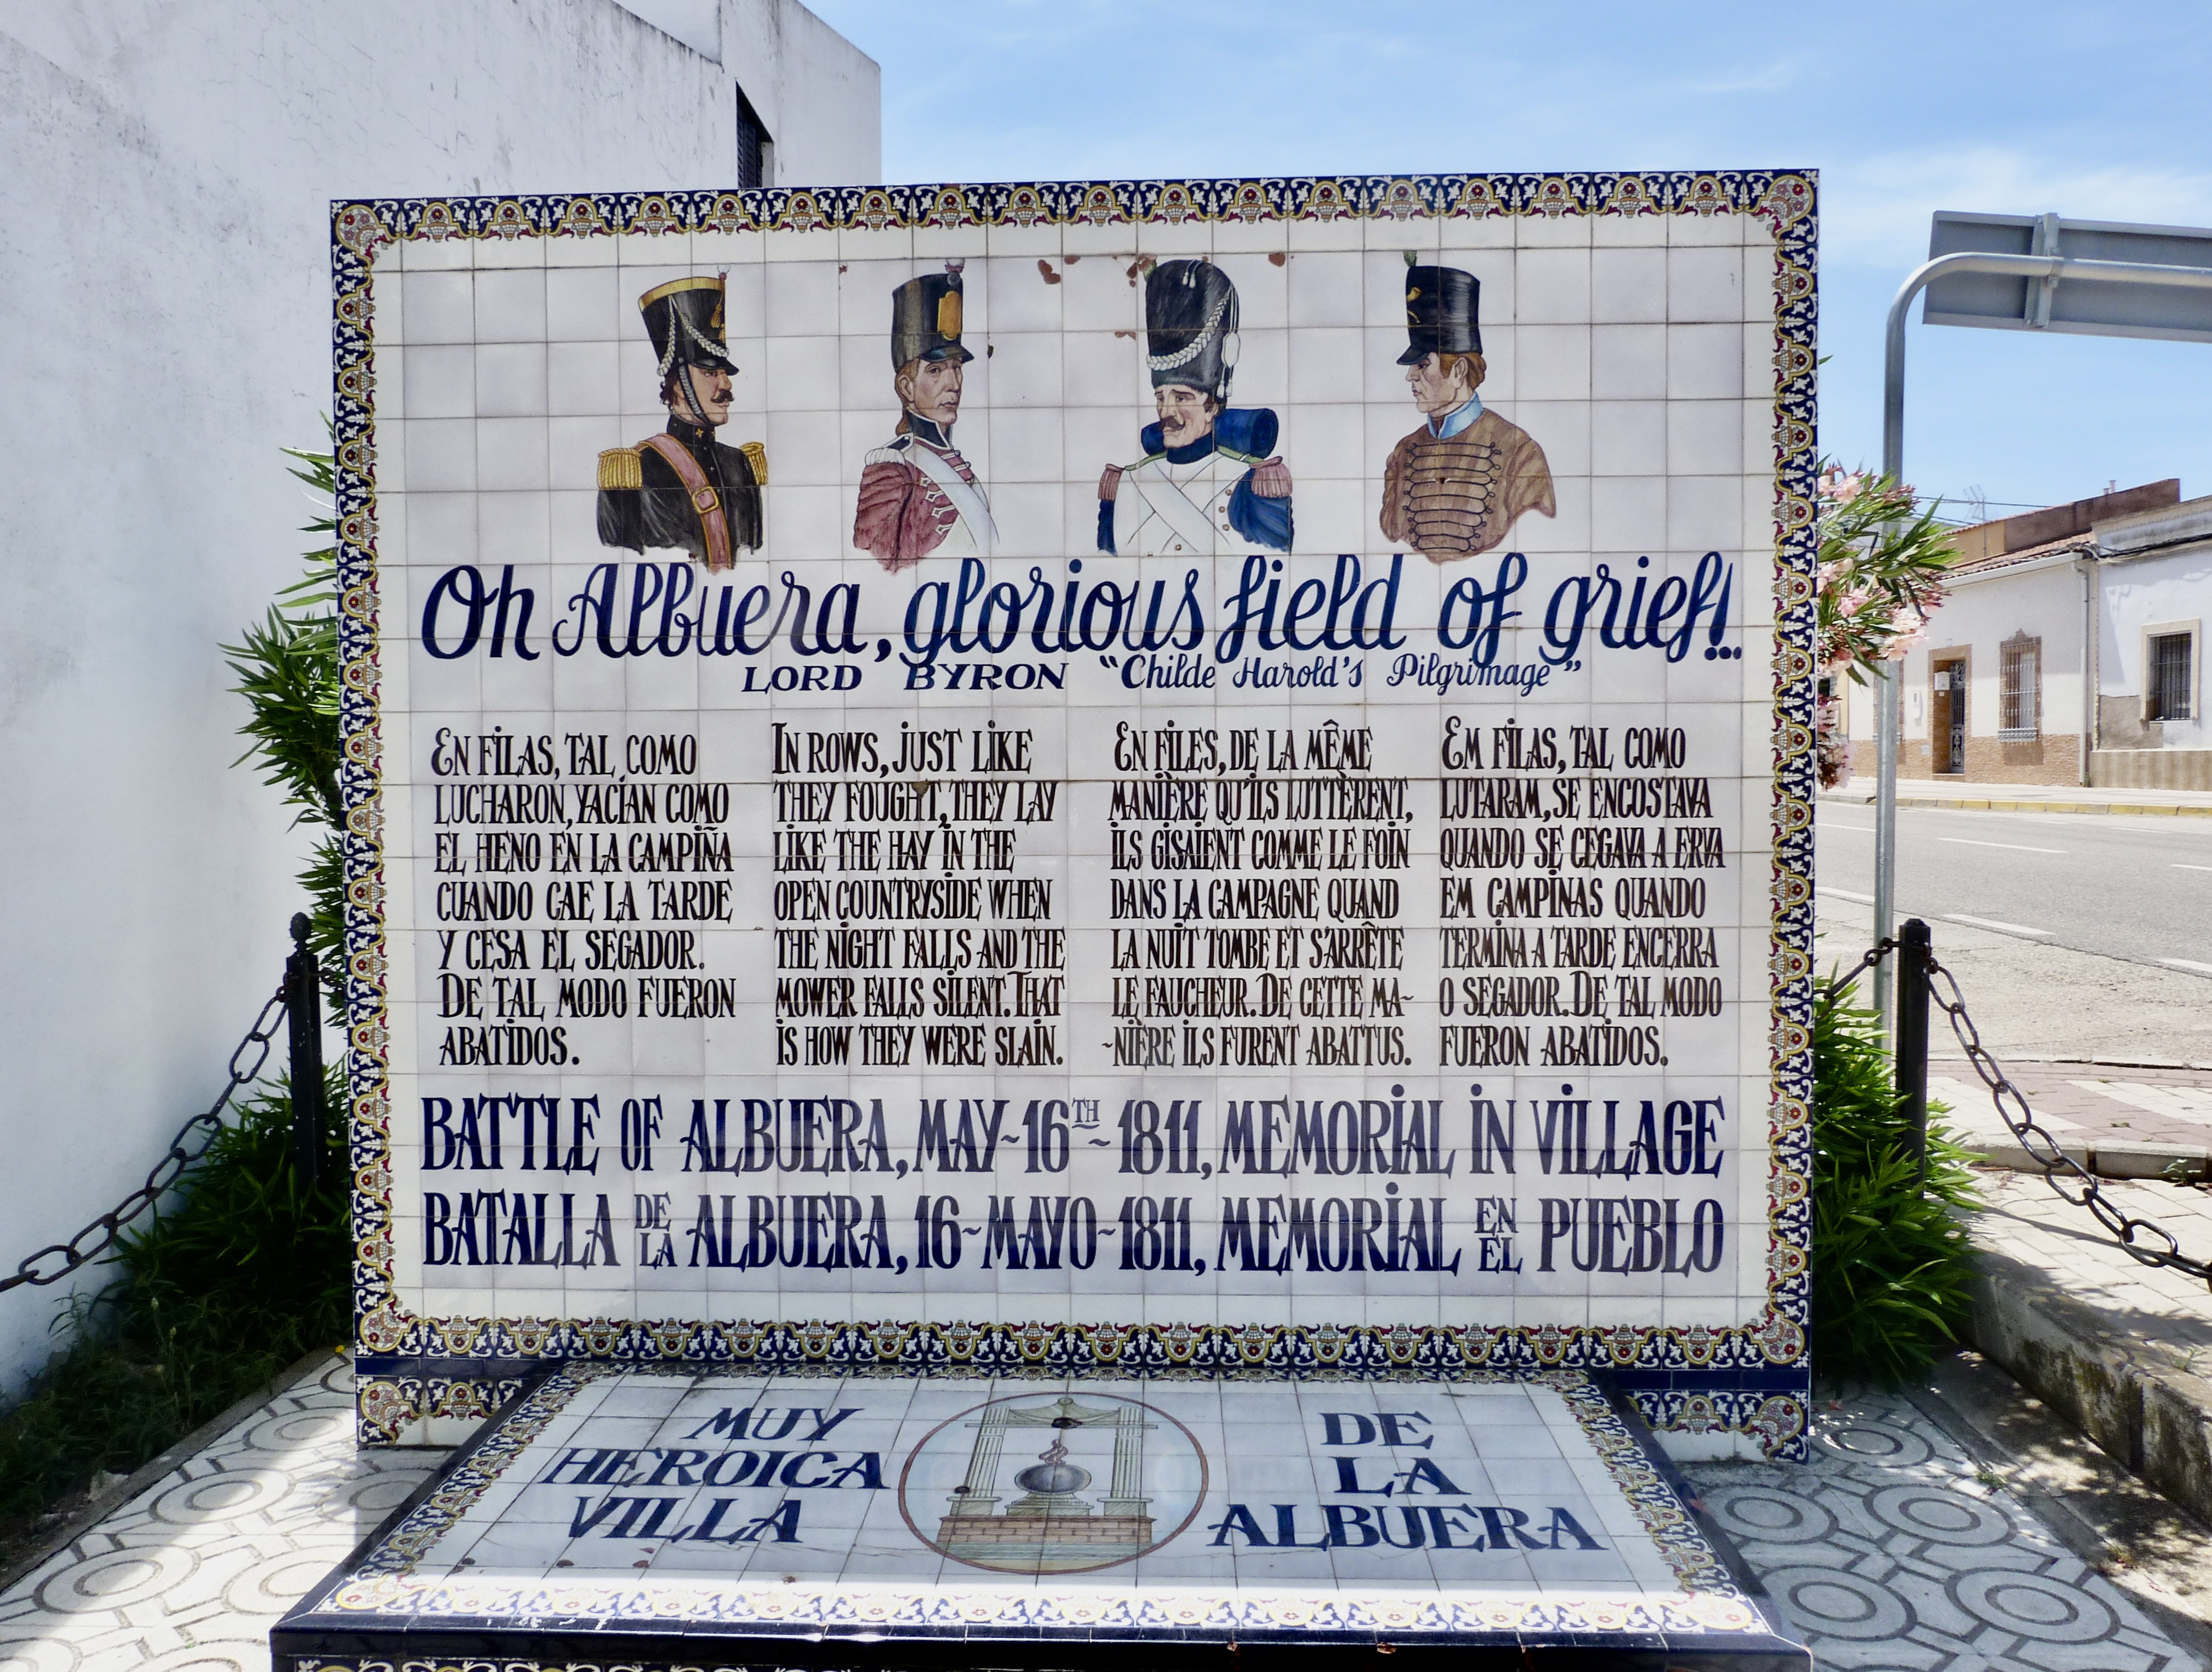 Oh Albuera, glorious field of grief!...
LORD BYRON "Childe Harold's Pilgrimage"
EN FILAS, TAL COMO
LUCHARON, YACÍAN COMO
EL HENO EN LA CAMPIÑA
CUANDO CAE LA TARDE
Y CESA EL SEGADOR.
DE TAL MODO FUERON
ABATIDOS.
IN ROWS, JUST LIKE
THEY FOUGHT, THEY LAY
LIKE THE HAY IN THE
OPEN COUNTRYSIDE WHEN
THE NIGHT FALLS AND THE
MOWER FALLS SILENT. THAT
IS HOW THEY WERE SLAIN.
EN FILES, DE LA MÊME
MANIÈRE QU'ILS LUTTÈRENT,
ILS GISAIENT COMME LE FOIN
DANS LA CAMPAGNE QUAND
LA NUIT TOMBE ET S'ARRÊTE
LE FAUCHEUR. DE CETTE MA-
-NIÈRE ILS FURENT ABATTUS.
EM FILAS, TAL COMO
LUTARAM, SE ENCOSTAVA
QUANDO SE CEGAVA A ERVA
EM CAMPINAS QUANDO
TERMINA A TARDE ENCERRA
O SEGADOR. DE TAL MODO
FUERON ABATIDOS.
BATTLE OF ALBUERA, MAY~16TH~1811, MEMORIAL IN VILLAGE
BATALLA DE LA ALBUERA, 16~MAYO~1811, MEMORIAL EN EL PUEBLO
MUY
HEROICA
VILLA
DE
LA
ALBUERA